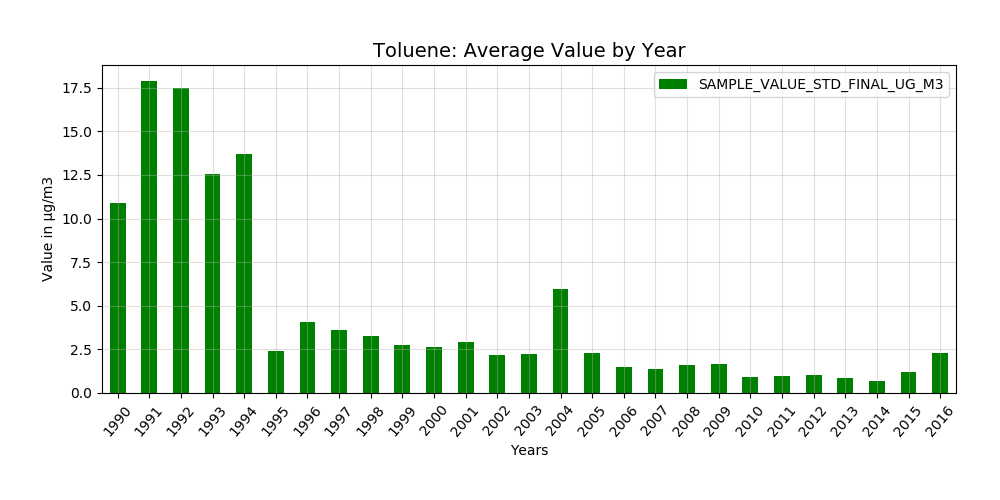 Toluene: Average Value by Year
SAMPLE_VALUE_STD_FINAL_UG_M3
Value in µg/m3
17.5
15.0
12.5
10.0
7.5
5.0
2.5
0.0
1990 1991 1992 1993 1994 1995 1996 1997 1998 1999 2000 2001 2002 2003 2004 2005 2006 2007 2008 2009 2010 2011 2012 2013 2014 2015 2016
Years